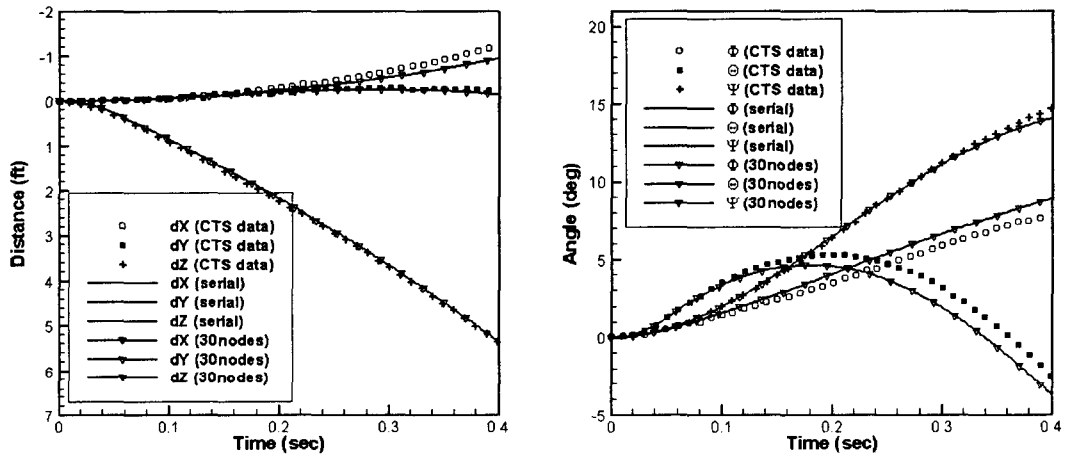 -2
-1
0
1
2
3
4
5
6
7
Distance (ft)
dX (CTS data)
dY (CTS data)
dZ (CTS data)
dX (serial)
dY (serial)
dZ (serial)
dX (30nodes)
dY (30nodes)
dZ (30nodes)
0 0.1 0.2 0.3 0 4
Time (sec)
20
15
10
5
0
-5
Angle (deg)
Φ (CTS data)
Θ (CTS data)
Ψ (CTS data)
Φ (serial)
Θ (serial)
Ψ (serial)
Φ (30nodes)
Θ (30nodes)
Ψ (30nodes)
0 0.1 0.2 0.3 0 4
Time (sec)